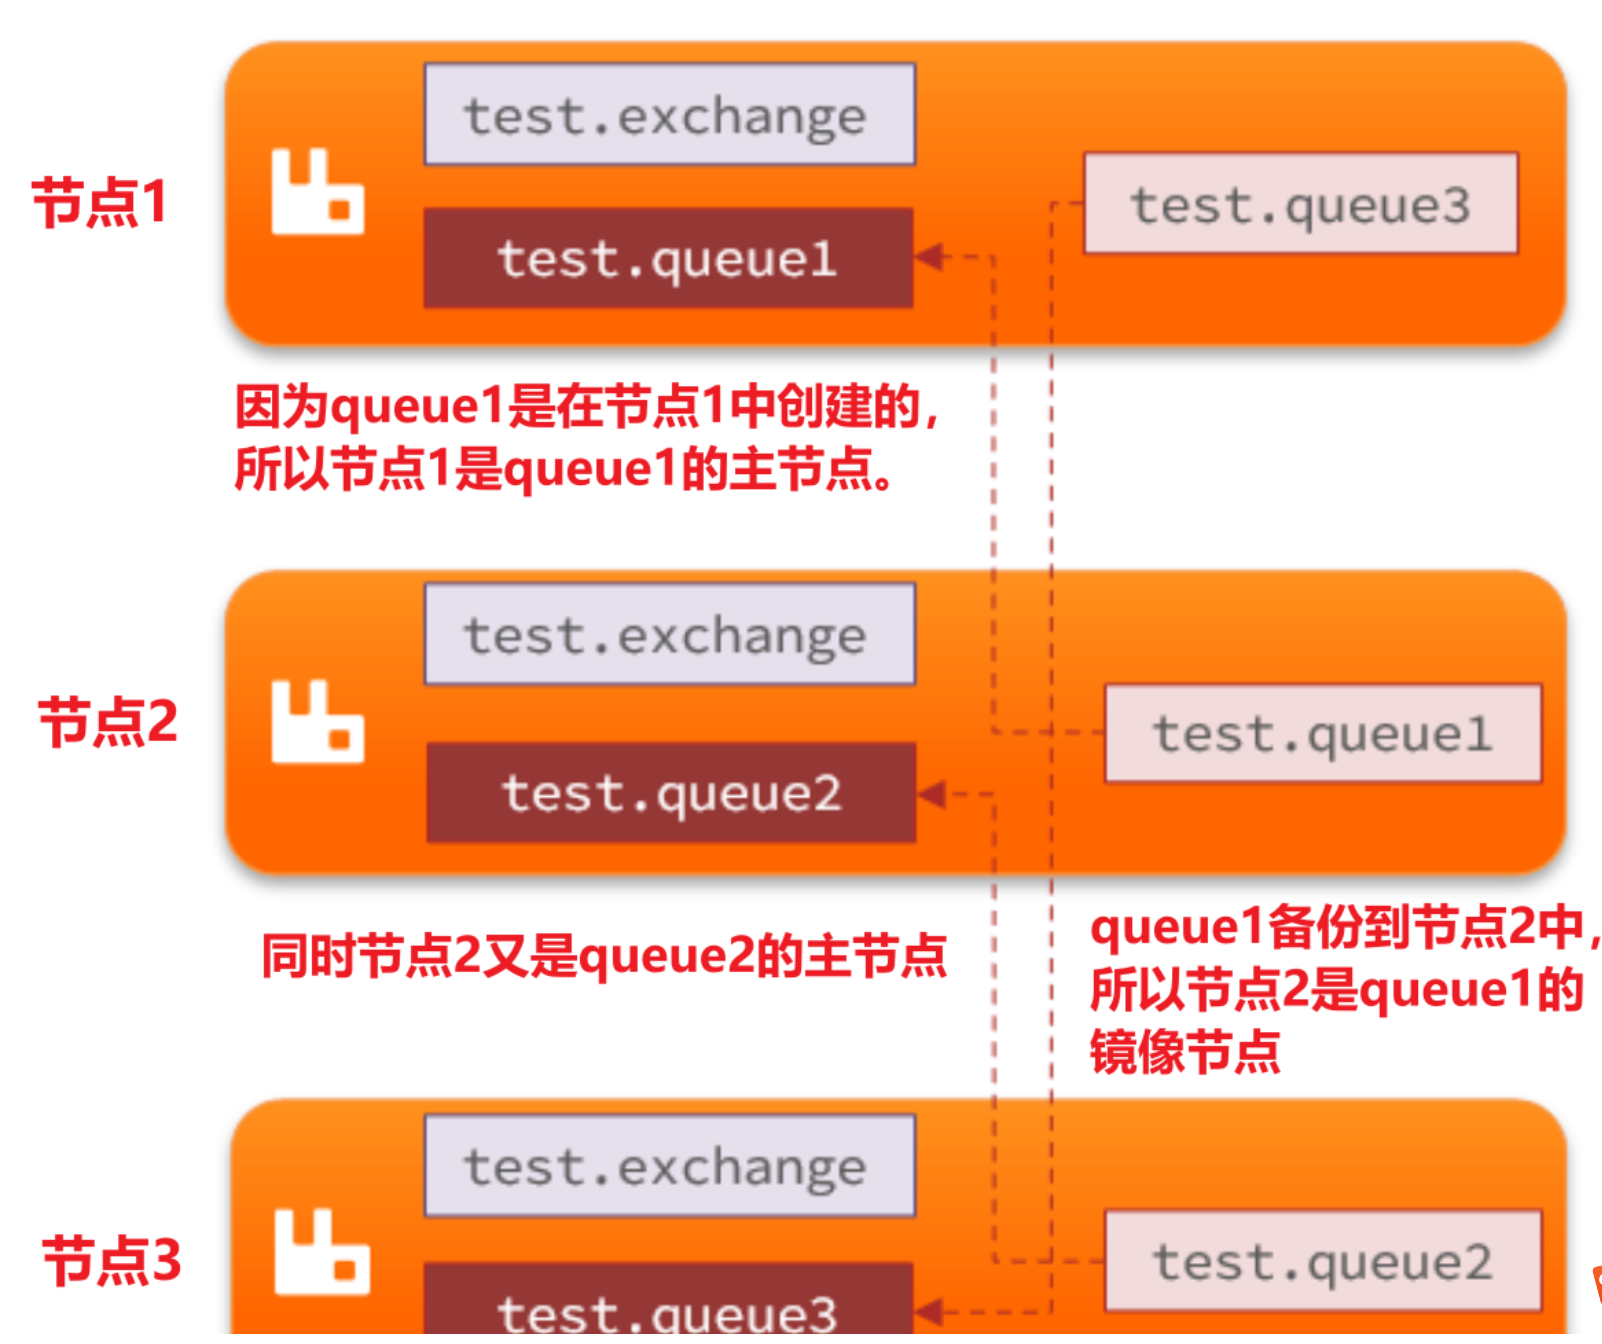 test.exchange
节点1
test.queue3
test.queue1
因为queue1是在节点1中创建的，
所以节点1是queue1的主节点。
test.exchange
节点2
test.queue1
test.queue2
同时节点2又是queue2的主节点
queue1备份到节点2中，
所以节点2是queue1的
镜像节点
test.exchange
节点3
test.queue2
test.queue3